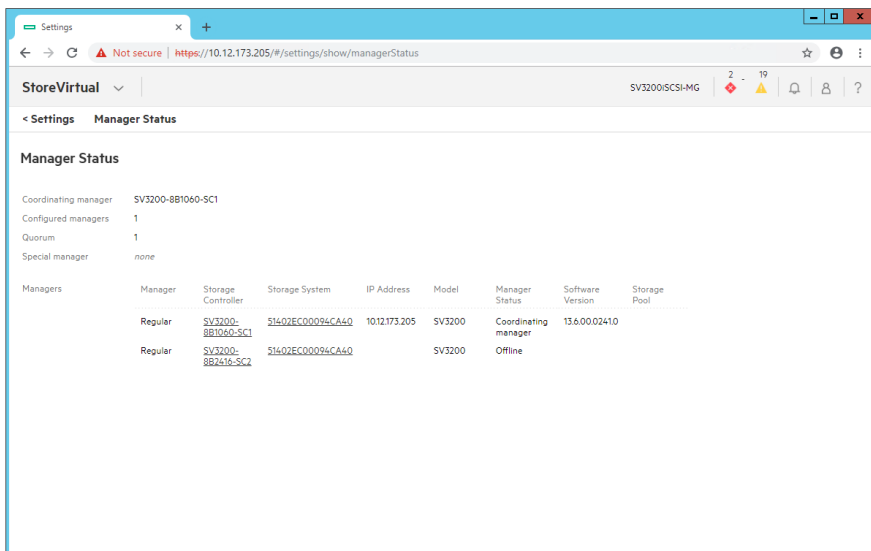 Settings
Not secure | https://10.12.173.205/#/settings/show/managerStatus
StoreVirtual
SV3200iSCSI-MG 2 - 19 ?
< Settings Manager Status
Manager Status
Coordinating manager SV3200-8B1060-SC1
Configured managers 1
Quorum 1
Special manager none
Managers Manager Storage Storage System IP Address Model Manager Software Storage
Controller Status Version Pool
Regular SV3200- 51402EC00094CA40 10.12.173.205 SV3200 Coordinating 13.6.00.0241.0
8B1060-SC1 manager
Regular SV3200- 51402EC00094CA40 SV3200 Offline
8B2416-SC2